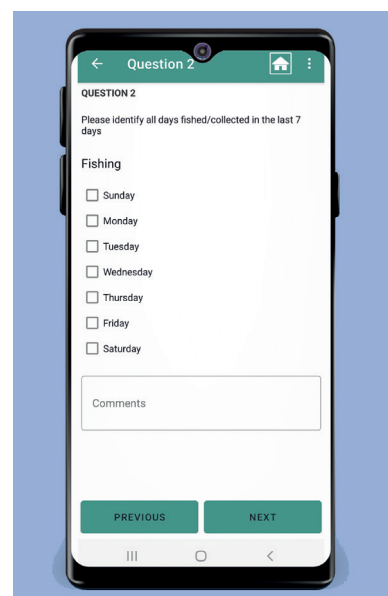 Question 2
QUESTION 2
Please identify all days fished/collected in the last 7
days
Fishing
Sunday
Monday
Tuesday
Wednesday
Thursday
Friday
Saturday
Comments
PREVIOUS
NEXT